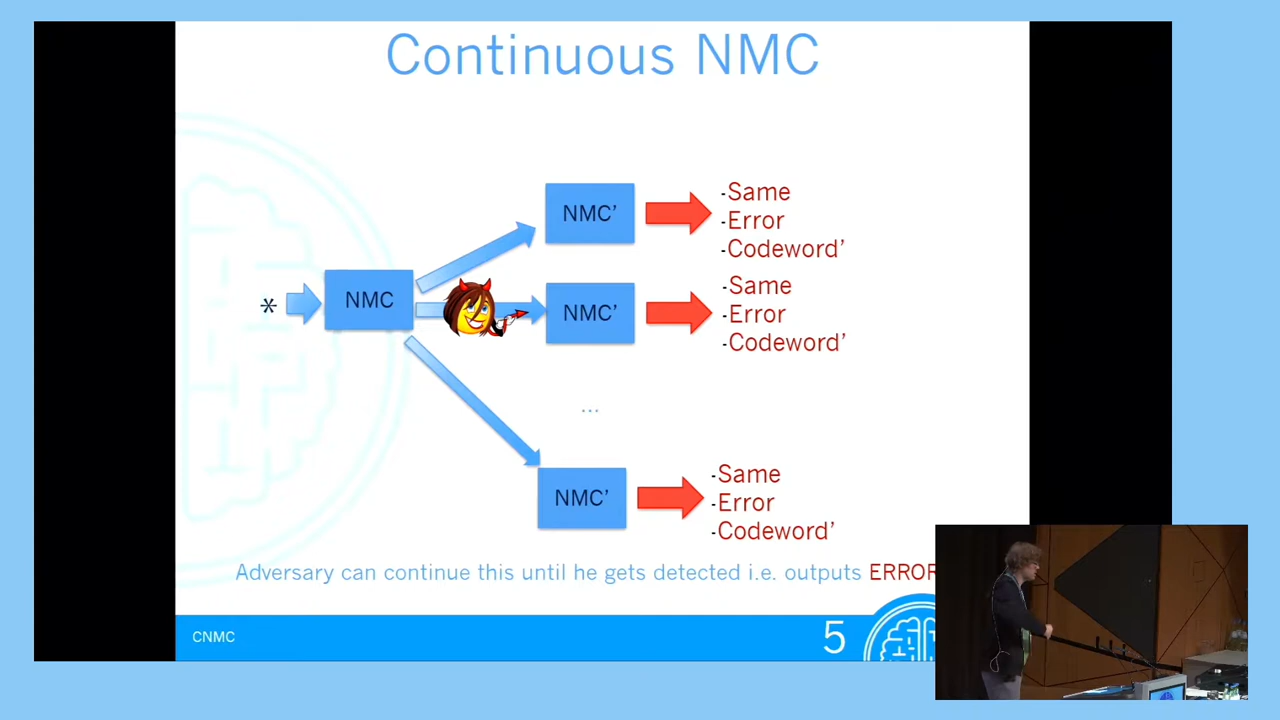 Continuous NMC
NMC'
-Same
-Error
-Codeword'
*
NMC
NMC'
-Same
-Error
-Codeword'
...
NMC'
-Same
-Error
-Codeword'
Adversary can continue this until he gets detected i.e. outputs ERROR
CNMC
5